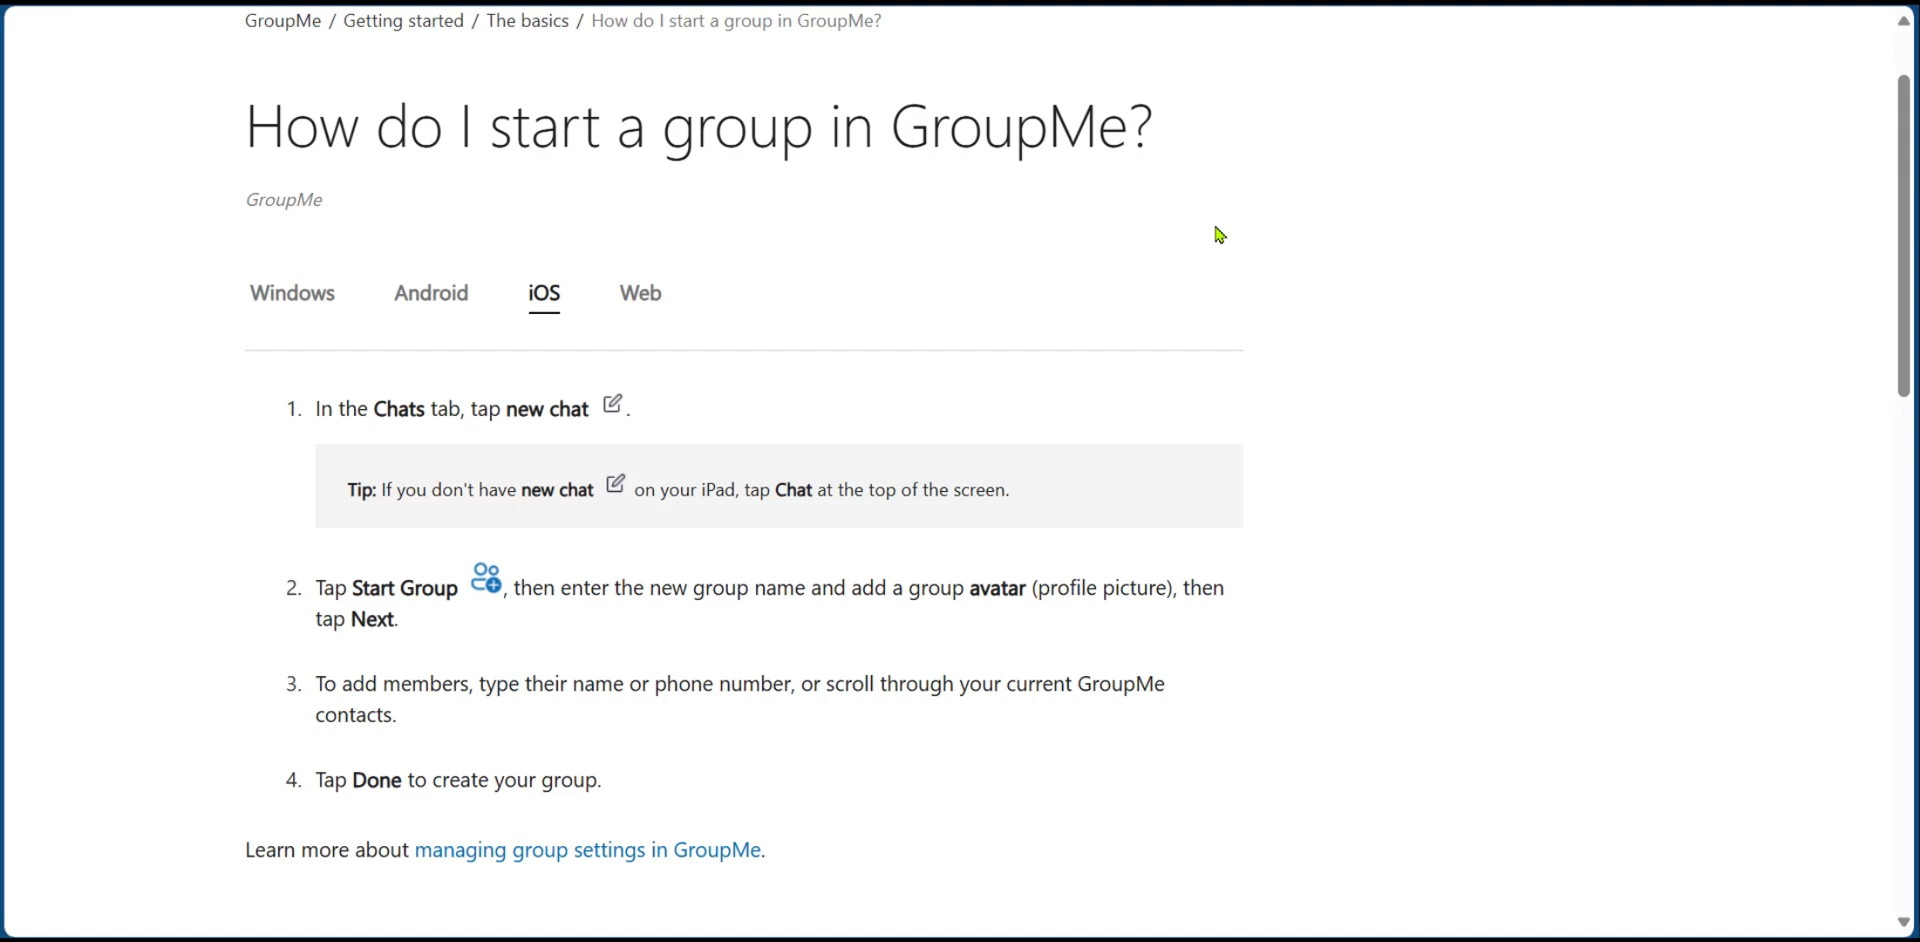 GroupMe / Getting started / The basics / How do I start a group in GroupMe?
How do I start a group in GroupMe?
GroupMe
Windows Android iOS Web
1. In the Chats tab, tap new chat .
Tip: If you don't have new chat on your iPad, tap Chat at the top of the screen.
2. Tap Start Group , then enter the new group name and add a group avatar (profile picture), then
tap Next.
3. To add members, type their name or phone number, or scroll through your current GroupMe
contacts.
4. Tap Done to create your group.
Learn more about managing group settings in GroupMe.